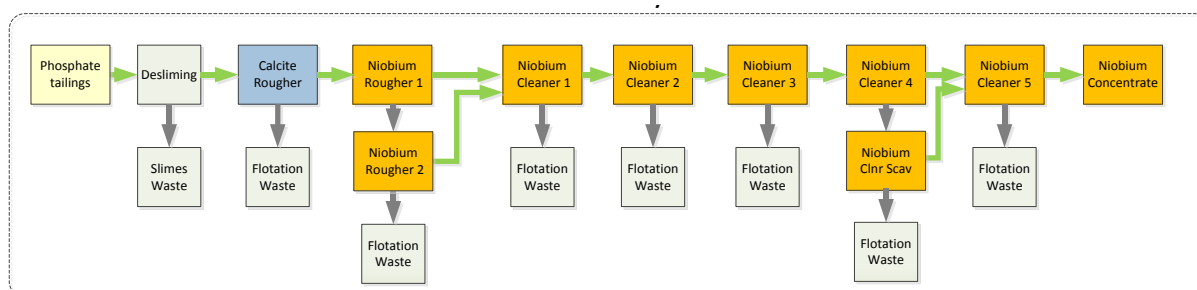 Phosphate
tailings
Desliming
Calcite
Rougher
Niobium
Rougher 1
Niobium
Cleaner 1
Niobium
Cleaner 2
Niobium
Cleaner 3
Niobium
Cleaner 4
Niobium
Cleaner 5
Niobium
Concentrate
Niobium
Rougher 2
Niobium
Clnr Scav
Slimes
Waste
Flotation
Waste
Flotation
Waste
Flotation
Waste
Flotation
Waste
Flotation
Waste
Flotation
Waste
Flotation
Waste